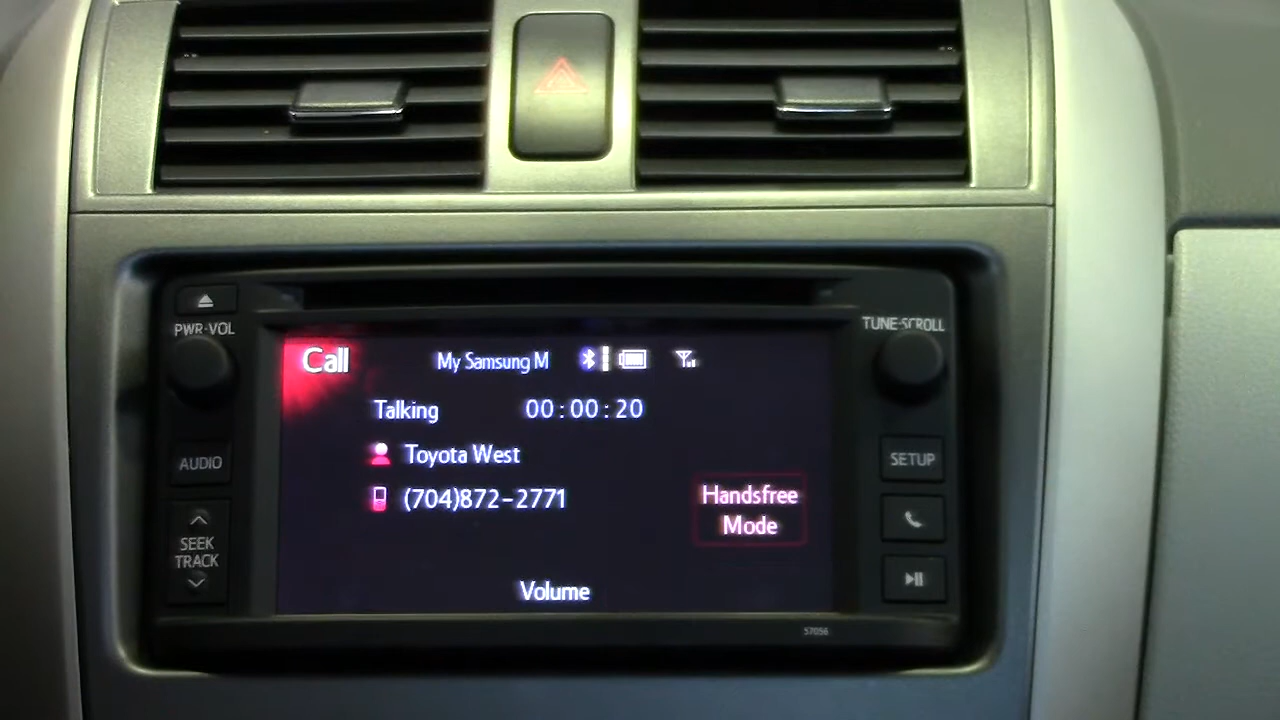 PWR·VOL
TUNE·SCROLL
Call
My Samsung M
Talking
00:00:20
Toyota West
AUDIO
SETUP
(704)872-2771
Handsfree
Mode
SEEK
TRACK
Volume
57056